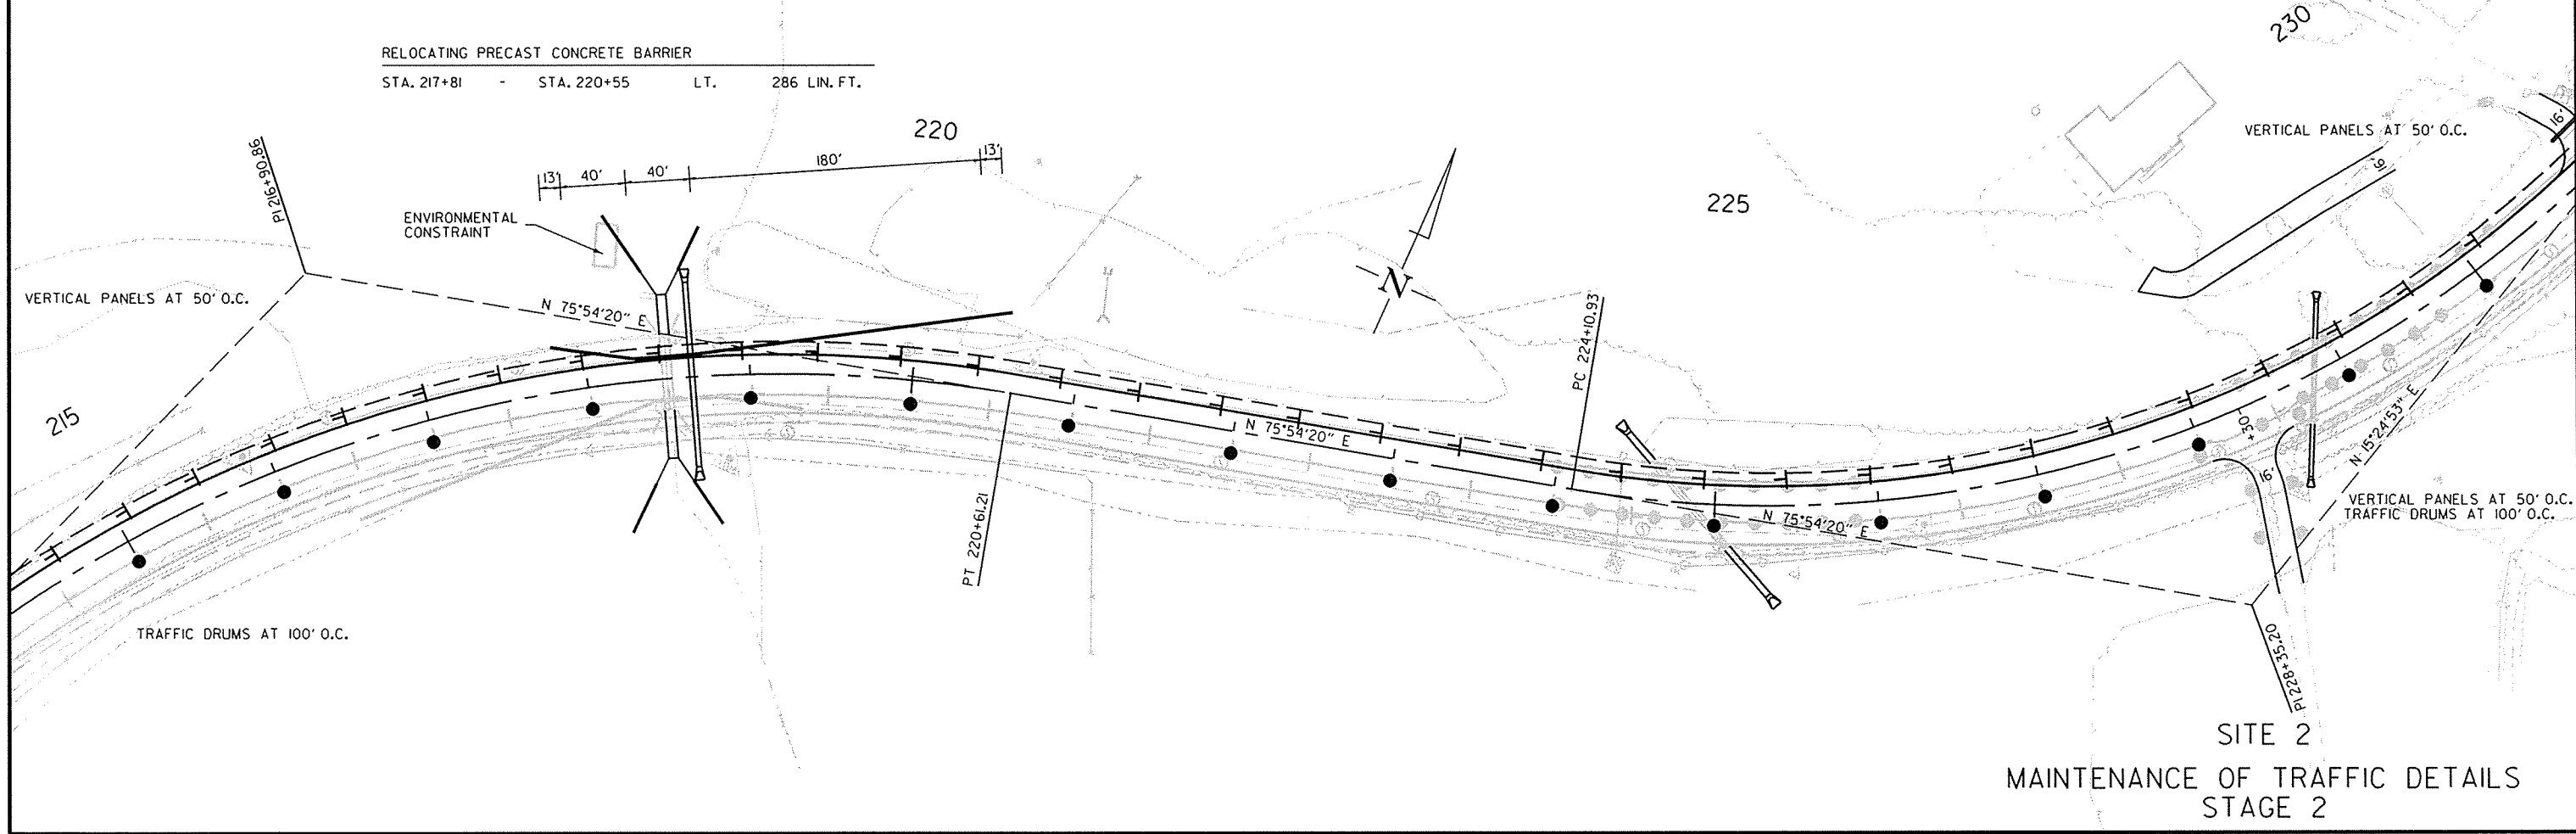 RELOCATING PRECAST CONCRETE BARRIER
STA. 217+81 - STA. 220+55 LT. 286 LIN. FT.
230
VERTICAL PANELS AT 50' O.C.
16'
16'
220
13' 40' 40' 180' 13'
PI 216+90.86
ENVIRONMENTAL
CONSTRAINT
225
N
VERTICAL PANELS AT 50' O.C.
N 75°54'20" E
215
PC 224+10.93
N 75°54'20" E
+30
N 15°24'53" E
16'
N 75°54'20" E
VERTICAL PANELS AT 50' O.C.
TRAFFIC DRUMS AT 100' O.C.
PT 220+61.21
TRAFFIC DRUMS AT 100' O.C.
PI 228+35.20
SITE 2
MAINTENANCE OF TRAFFIC DETAILS
STAGE 2